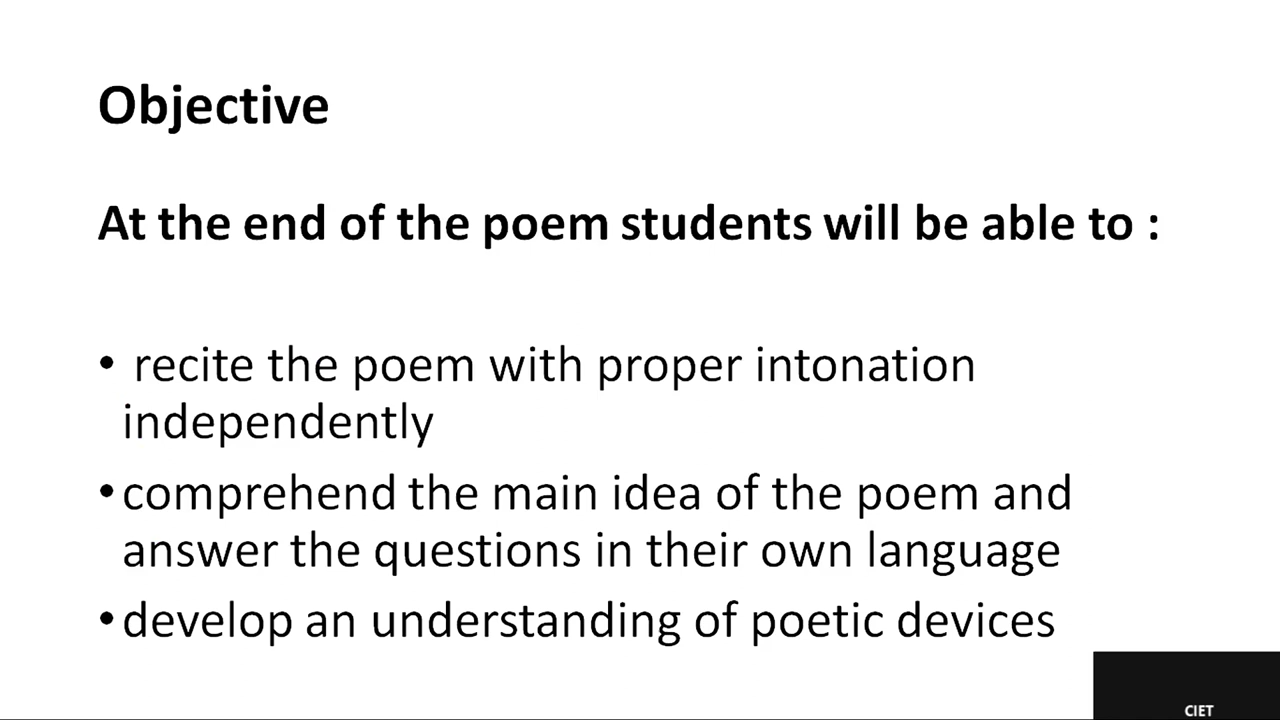 Objective
At the end of the poem students will be able to :
• recite the poem with proper intonation
independently
•comprehend the main idea of the poem and
answer the questions in their own language
•develop an understanding of poetic devices
CIET